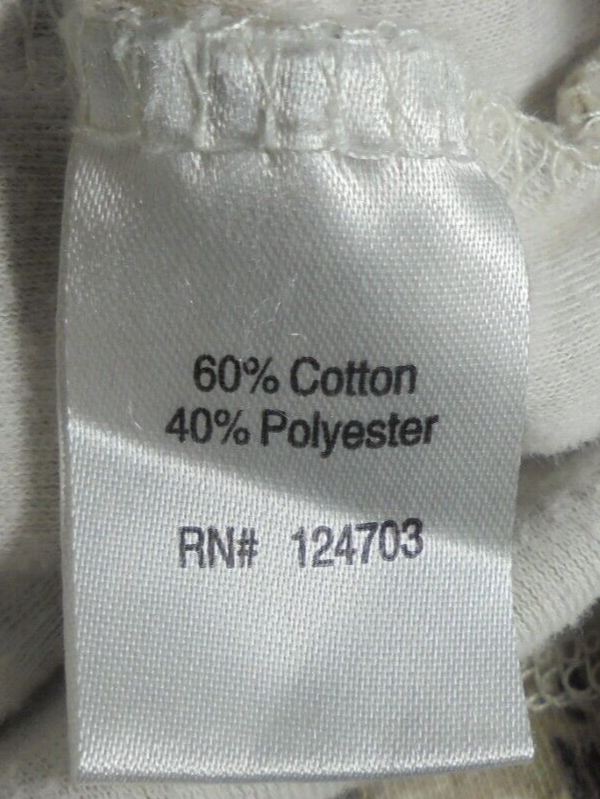 60% Cotton
40% Polyester
RN# 124703